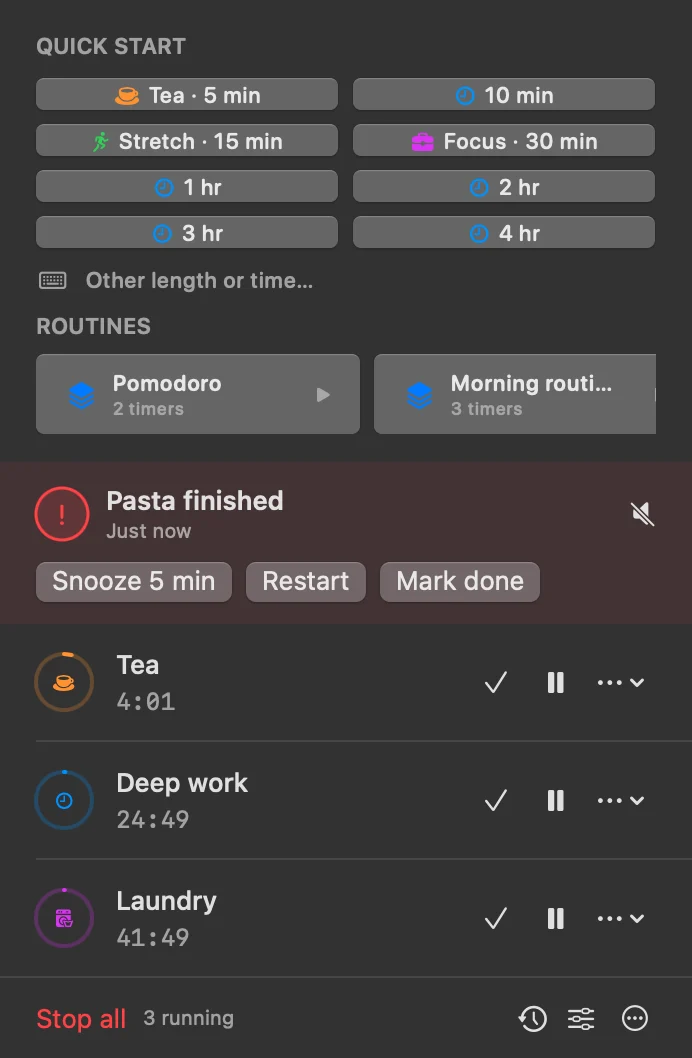 QUICK START
Tea · 5 min
10 min
Stretch · 15 min
Focus · 30 min
1 hr
2 hr
3 hr
4 hr
Other length or time...
ROUTINES
Pomodoro
2 timers
Morning routi...
3 timers
Pasta finished
Just now
Snooze 5 min
Restart
Mark done
Tea
4:01
Deep work
24:49
Laundry
41:49
Stop all
3 running